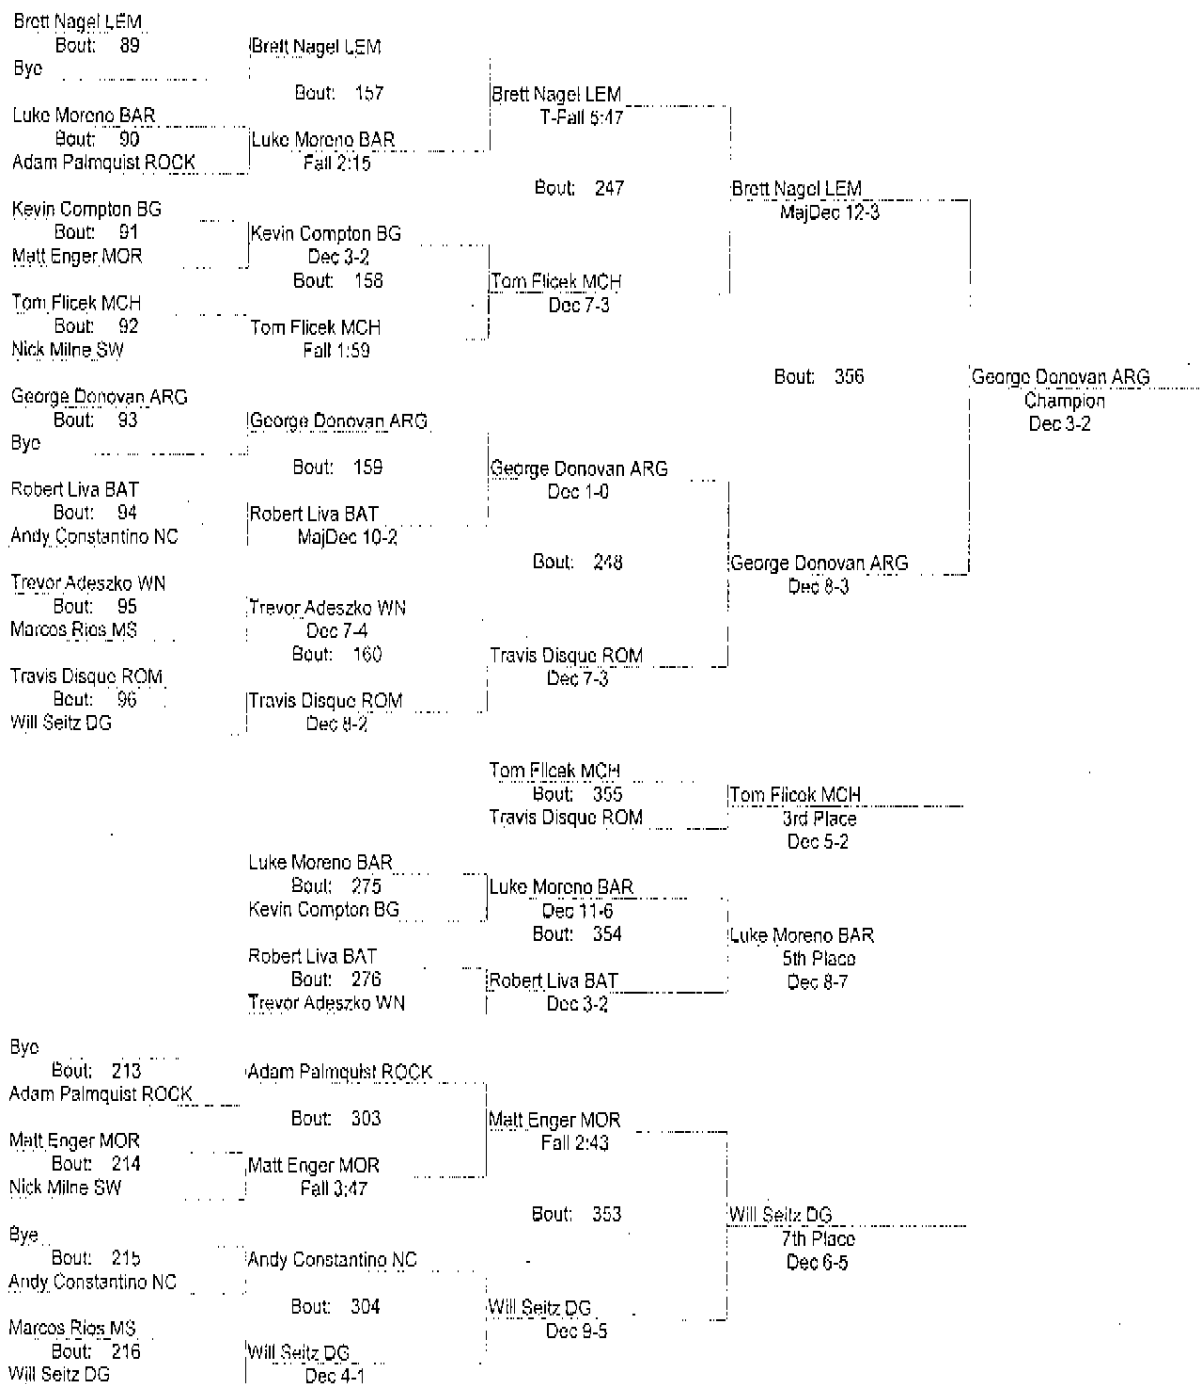 Brett Nagel LEM
Bout: 89
Bye
Brett Nagel LEM
Bout: 157
Luke Moreno BAR
Bout: 90
Adam Palmquist ROCK
Luke Moreno BAR
Fall 2:15
Brett Nagel LEM
T-Fall 5:47
Bout: 247
Kevin Compton BG
Bout: 91
Matt Enger MOR
Kevin Compton BG
Dec 3-2
Bout: 158
Tom Flicek MCH
Bout: 92
Nick Milne SW
Tom Flicek MCH
Fall 1:59
Tom Flicek MCH
Dec 7-3
Brett Nagel LEM
MajDec 12-3
Bout: 356
George Donovan ARG
Champion
Dec 3-2
George Donovan ARG
Bout: 93
Bye
George Donovan ARG
Bout: 159
Robert Liva BAT
Bout: 94
Andy Constantino NC
Robert Liva BAT
MajDec 10-2
George Donovan ARG
Dec 1-0
Bout: 248
Trevor Adeszko WN
Bout: 95
Marcos Rios MS
Trevor Adeszko WN
Dec 7-4
Bout: 160
Travis Disque ROM
Bout: 96
Will Seitz DG
Travis Disque ROM
Dec 8-2
Travis Disque ROM
Dec 7-3
George Donovan ARG
Dec 8-3
Tom Flicek MCH
Bout: 355
Travis Disque ROM
Tom Flicek MCH
3rd Place
Dec 5-2
Luke Moreno BAR
Bout: 275
Kevin Compton BG
Luke Moreno BAR
Dec 11-6
Bout: 354
Robert Liva BAT
Bout: 276
Trevor Adeszko WN
Robert Liva BAT
Dec 3-2
Luke Moreno BAR
5th Place
Dec 8-7
Bye
Bout: 213
Adam Palmquist ROCK
Adam Palmquist ROCK
Bout: 303
Matt Enger MOR
Bout: 214
Nick Milne SW
Matt Enger MOR
Fall 3:47
Matt Enger MOR
Fall 2:43
Bout: 353
Bye
Bout: 215
Andy Constantino NC
Andy Constantino NC
Bout: 304
Marcos Rios MS
Bout: 216
Will Seitz DG
Will Seitz DG
Dec 4-1
Will Seitz DG
Dec 9-5
Will Seitz DG
7th Place
Dec 6-5